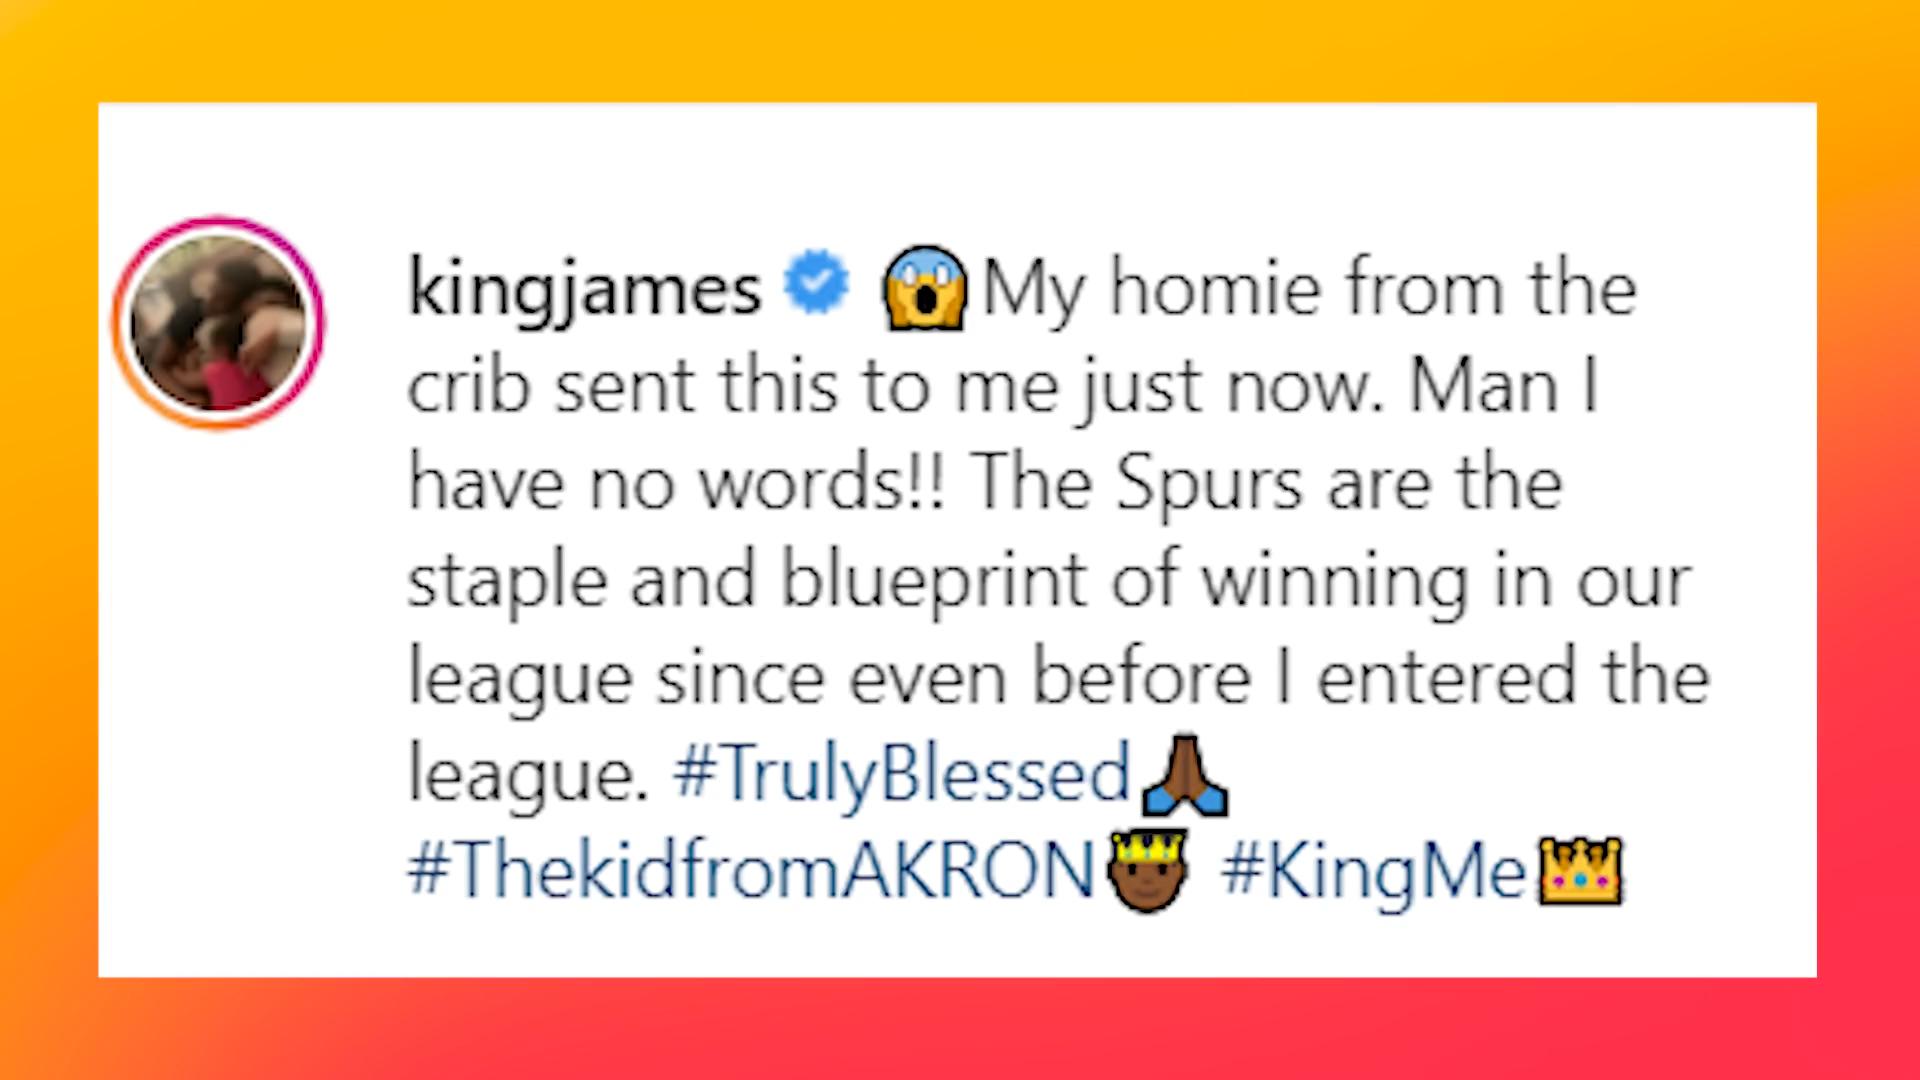 kingjames 😱My homie from the
crib sent this to me just now. Man I
have no words!! The Spurs are the
staple and blueprint of winning in our
league since even before I entered the
league. #TrulyBlessed🙏🏾
#ThekidfromAKRON🤴🏾 #KingMe👑